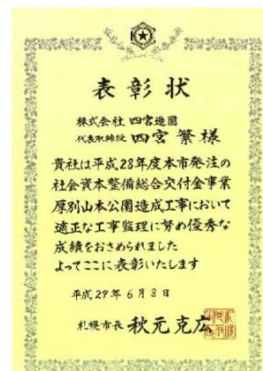 表彰状
株式会社 四宮造園
代表取締役 四宮 繁 様
貴社は平成28年度本市発注の
社会資本整備総合交付金事業
厚別山本公園造成工事において
適正な工事監理に努め優秀な
成績をおさめられました
よってここに表彰いたします
平成29年6月8日
札幌市長 秋元克広